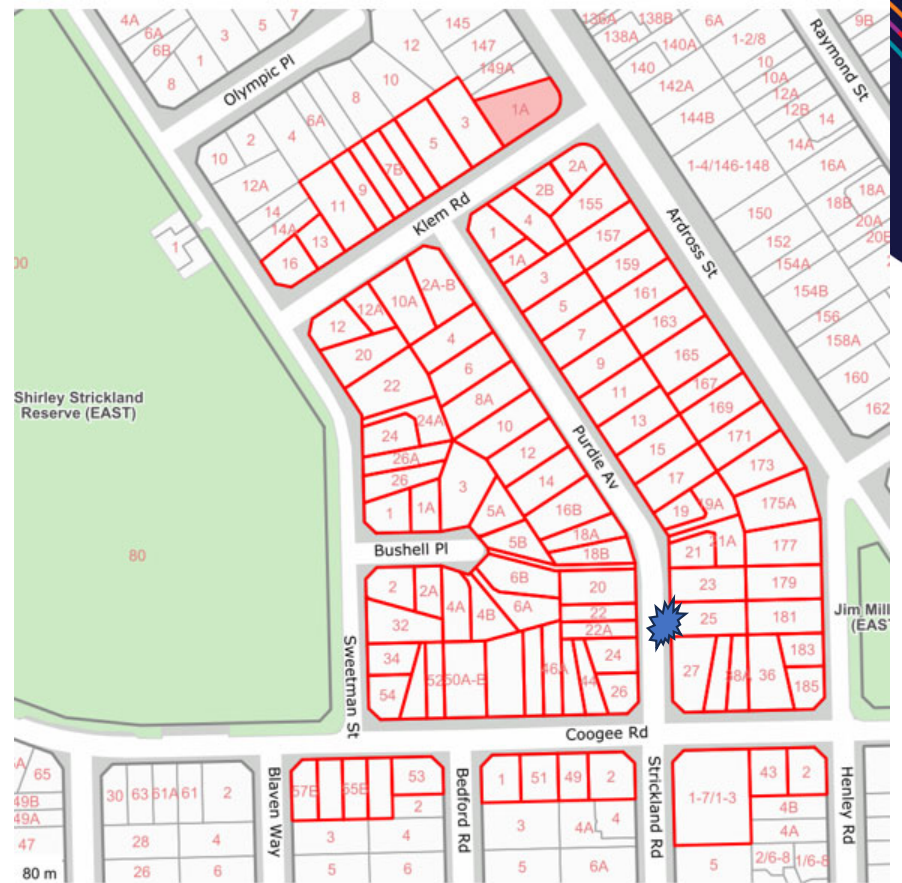 4A
6A
6B
8
1
3
5
7
Olympic Pl
145
147
149A
12
10
8
6A
4
2
10
12A
14
14A
16
13
11
9
7B
5
3
1A
Klem Rd
136A
138B
138A
140A
140
142A
144B
1-4/146-148
150
152
154A
154B
156
158A
160
162
6A
1-2/8
10
10A
12A
12B
14
14A
16A
18A
18B
20A
9B
Raymond St
Ardross St
1
00
Shirley Strickland
Reserve (EAST)
80
2A
2B
4
1
1A
155
157
159
161
163
165
167
169
171
173
175A
177
179
181
183
185
3
5
7
9
11
13
15
17
19
19A
21
21A
23
25
27
38A
36
Purdie Av
2A-B
10A
12A
12
20
22
24A
24
26A
26
1
1A
3
5A
5B
4
6
8A
10
12
14
16B
18A
18B
Bushell Pl
2
2A
4A
4B
6A
6B
32
34
54
52
50A-B
46A
44
20
22
22A
24
26
Sweetman St
Coogee Rd
Jim Mill
(EAS
65
49B
49A
47
80 m
30
63
61A
61
2
28
4
26
6
Blaven Way
57B
55B
53
2
3
4
5
6
Bedford Rd
1
51
49
2
3
4A
4
5
6A
Strickland Rd
1-7/1-3
43
2
4B
4A
5
2/6-8
1/6-8
Henley Rd